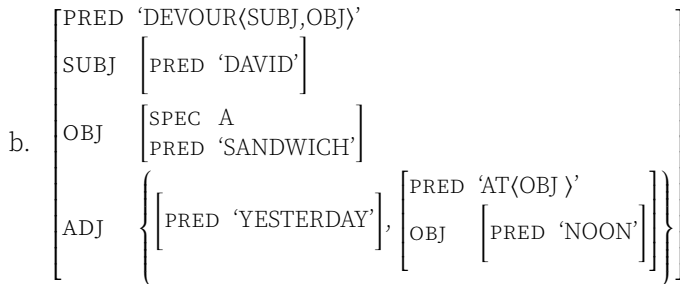 PRED ‘DEVOUR⟨SUBJ,OBJ⟩’
SUBJ [PRED ‘DAVID’]
b. OBJ [SPEC A
PRED ‘SANDWICH’]
ADJ {[PRED ‘YESTERDAY’], [PRED ‘AT⟨OBJ ⟩’
OBJ [PRED ‘NOON’]]}